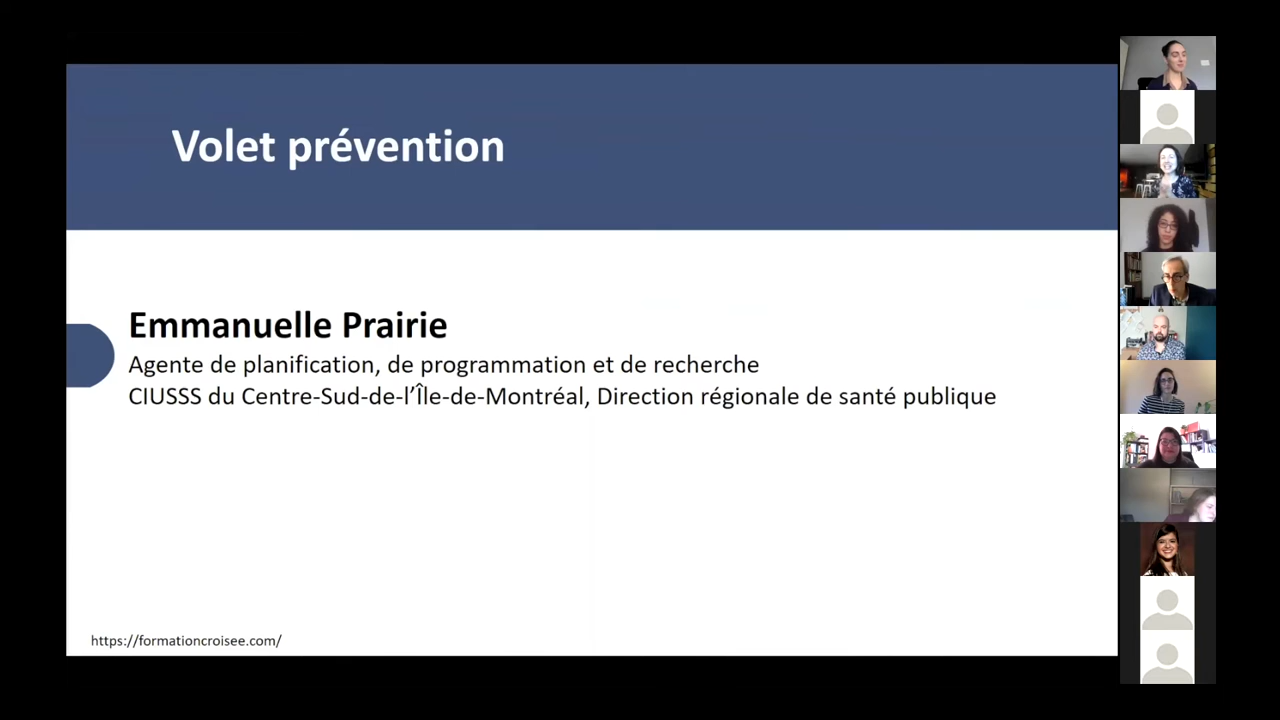 Volet prévention
Emmanuelle Prairie
Agente de planification, de programmation et de recherche
CIUSSS du Centre-Sud-de-l’Île-de-Montréal, Direction régionale de santé publique
https://formationcroisee.com/